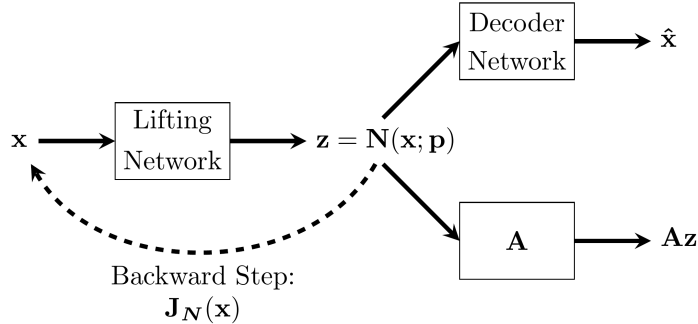 Decoder
Network
x̂
Lifting
Network
x
z = N(x; p)
A
Az
Backward Step:
J_N(x)